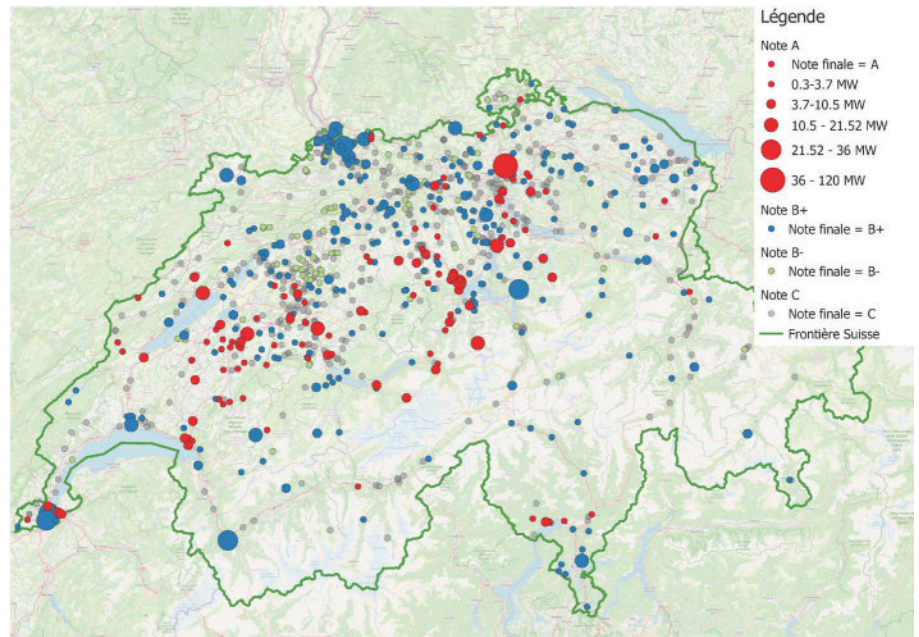 Légende
Note A
Note finale = A
0.3-3.7 MW
3.7-10.5 MW
10.5 - 21.52 MW
21.52 - 36 MW
36 - 120 MW
Note B+
Note finale = B+
Note B-
Note finale = B-
Note C
Note finale = C
Frontière Suisse